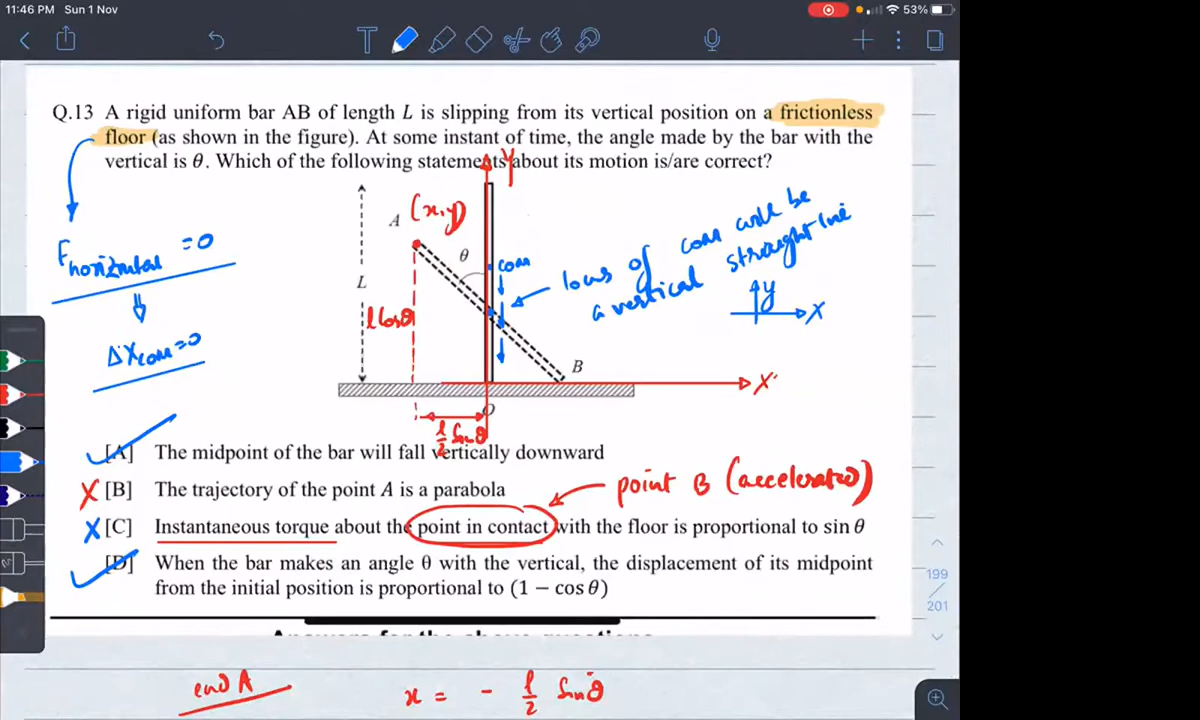 11:46 PM Sun 1 Nov
53%
Q.13 A rigid uniform bar AB of length L is slipping from its vertical position on a frictionless
floor (as shown in the figure). At some instant of time, the angle made by the bar with the
vertical is θ. Which of the following statements about its motion is/are correct?
Y
A (x,y)
θ
com
L
l cosθ
B
O
X
l/2 sinθ
F horizontal = 0
⇓
Δx com = 0
locus of com will be
a vertical straight line
y
X
[A] The midpoint of the bar will fall vertically downward
X [B] The trajectory of the point A is a parabola
point B (accelerated)
X [C] Instantaneous torque about the point in contact with the floor is proportional to sin θ
[D] When the bar makes an angle θ with the vertical, the displacement of its midpoint
from the initial position is proportional to (1 − cos θ)
199
201
end A
x = - l/2 sinθ